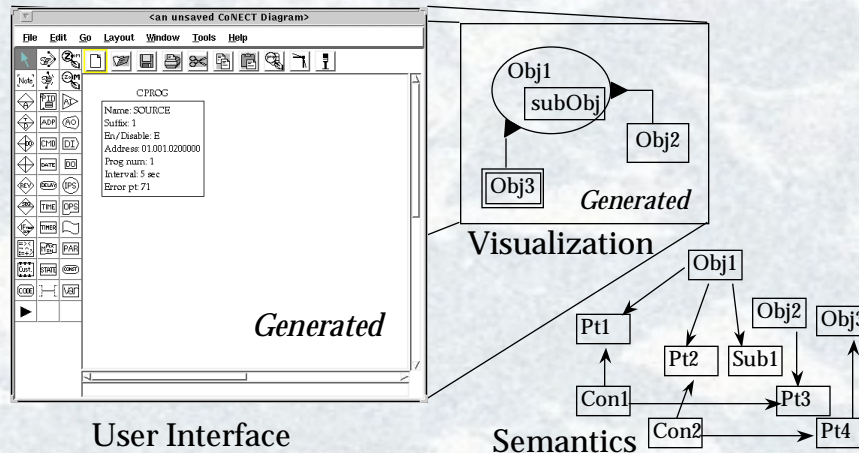 <an unsaved CoNECT Diagram>
File Edit Go Layout Window Tools Help
CPROG
Name: SOURCE
Suffix: 1
En/Disable: E
Address: 01.001.0200000
Prog num: 1
Interval: 5 sec
Error pt: 71
Generated
Note
PID
ADP
AO
CMD
DI
DATE
DO
REV
DELAY
IPS
TIME
OPS
TIMER
PAR
Cust.
STATE
CONST
CODE
var
User Interface
Obj1
subObj
Obj2
Obj3
Generated
Visualization
Obj1
Obj2
Obj3
Pt1
Pt2
Sub1
Con1
Pt3
Con2
Pt4
Semantics